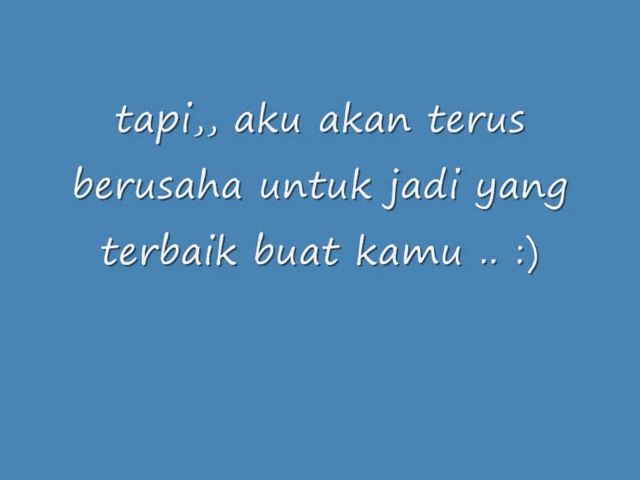 tapi,, aku akan terus
berusaha untuk jadi yang
terbaik buat kamu .. :)